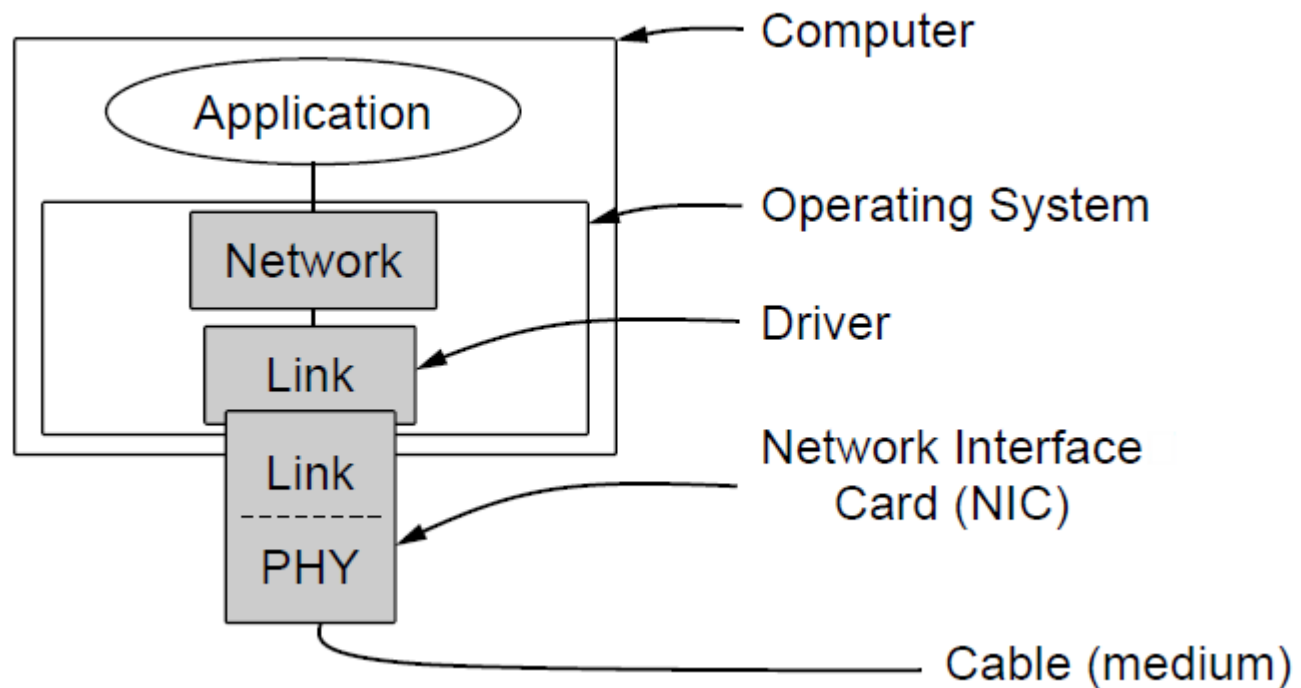 Computer
Application
Operating System
Network
Driver
Link
Network Interface
Card (NIC)
Link
PHY
Cable (medium)